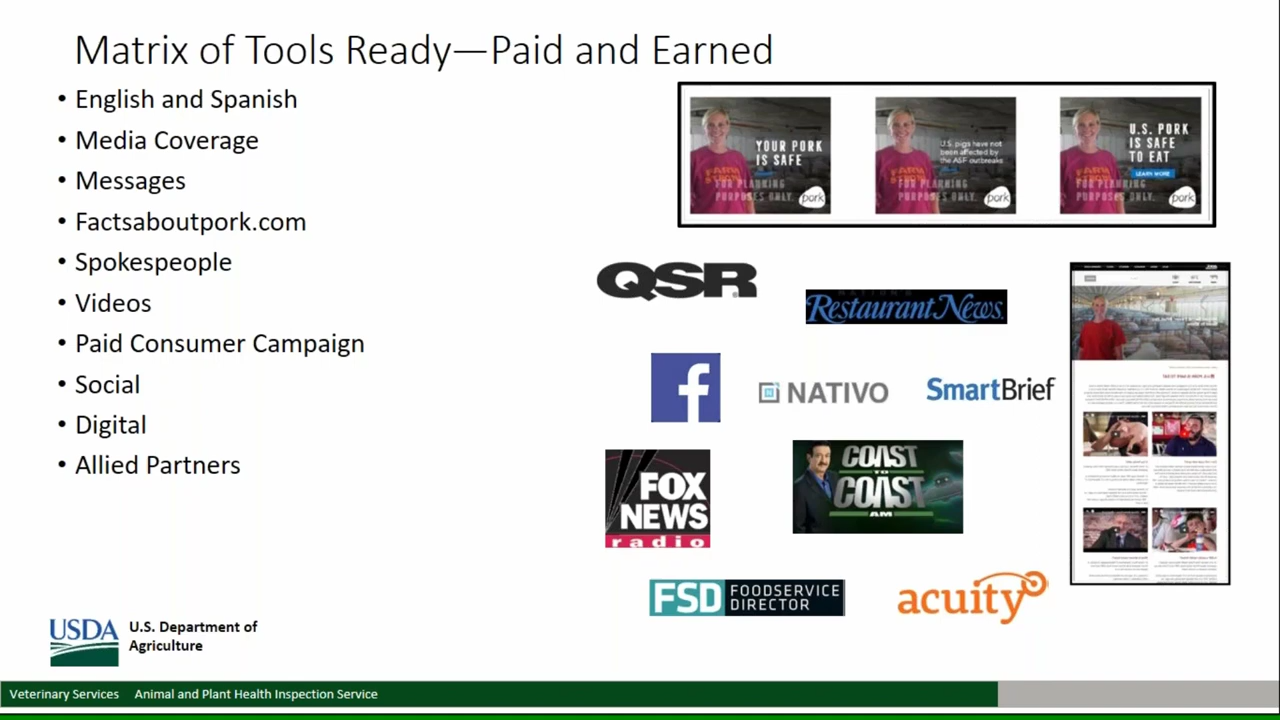 Matrix of Tools Ready—Paid and Earned
• English and Spanish
• Media Coverage
• Messages
• Factsaboutpork.com
• Spokespeople
• Videos
• Paid Consumer Campaign
• Social
• Digital
• Allied Partners
YOUR PORK
IS SAFE
FOR PLANNING
PURPOSES ONLY.
pork
U.S. pigs have not
been affected by
the ASF outbreaks
FOR PLANNING
PURPOSES ONLY.
pork
U.S. PORK
IS SAFE
TO EAT
LEARN MORE
FOR PLANNING
PURPOSES ONLY.
pork
QSR
NATION'S
Restaurant News
f
NATIVO
SmartBrief
FOX
NEWS
radio
COAST
TO
COAST
AM
FSD FOODSERVICE
DIRECTOR
acuity
USDA
U.S. Department of
Agriculture
Veterinary Services Animal and Plant Health Inspection Service